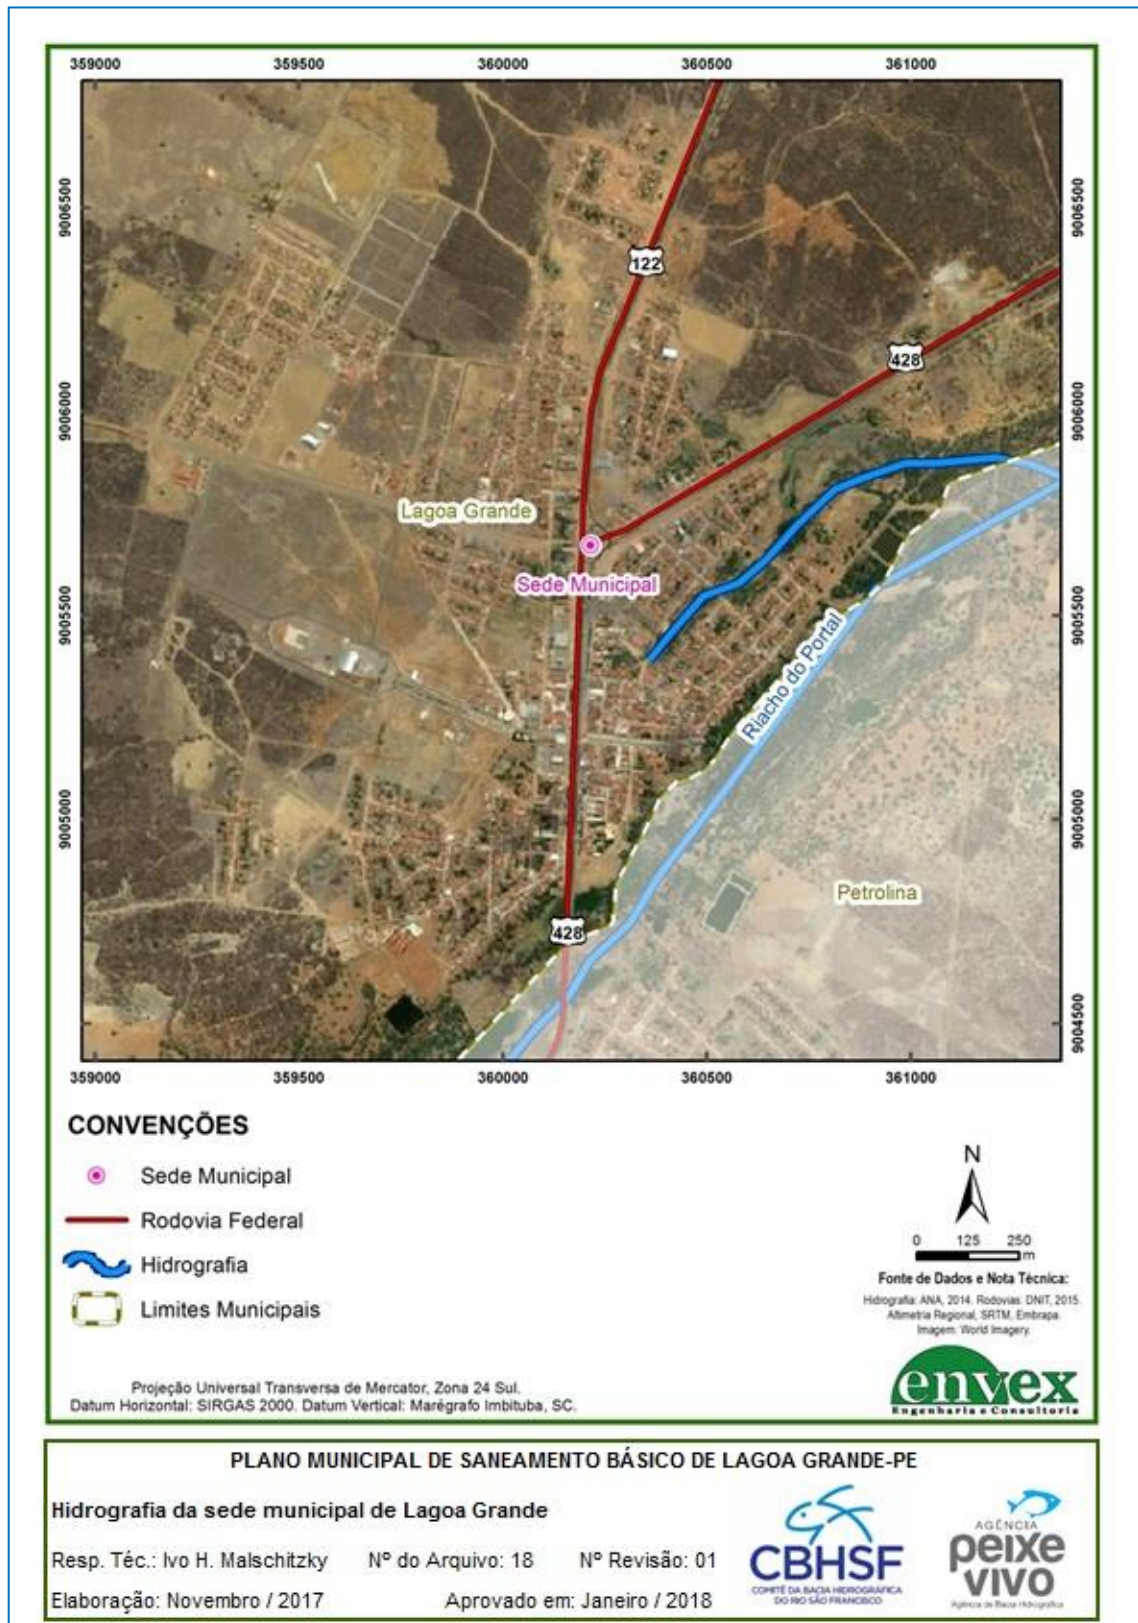 359000 359500 360000 360500 361000
9006500
9006500
122
428
9006000
9006000
Lagoa Grande
Sede Municipal
9005500
9005500
Riacho do Portal
9005000
9005000
Petrolina
428
9004500
359000 359500 360000 360500 361000
CONVENÇÕES
Sede Municipal
Rodovia Federal
Hidrografia
Limites Municipais
N
0 125 250
m
Fonte de Dados e Nota Técnica:
Hidrografia: ANA, 2014. Rodovias: DNIT, 2015.
Altimetria Regional, SRTM, Embrapa.
Imagem: World Imagery.
Projeção Universal Transversa de Mercator, Zona 24 Sul.
Datum Horizontal: SIRGAS 2000. Datum Vertical: Marégrafo Imbituba, SC.
envex
Engenharia e Consultoria
PLANO MUNICIPAL DE SANEAMENTO BÁSICO DE LAGOA GRANDE-PE
Hidrografia da sede municipal de Lagoa Grande
Resp. Téc.: Ivo H. Malschitzky Nº do Arquivo: 18 Nº Revisão: 01
Elaboração: Novembro / 2017 Aprovado em: Janeiro / 2018
CBHSF
COMITÊ DA BACIA HIDROGRÁFICA
DO RIO SÃO FRANCISCO
AGÊNCIA
peixe
vivo
Agência de Bacia Hidrográfica